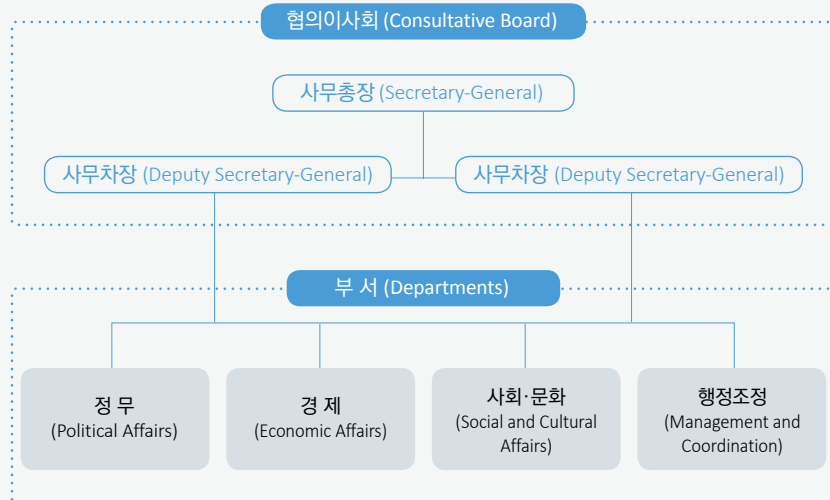 협의이사회 (Consultative Board)
사무총장 (Secretary-General)
사무차장 (Deputy Secretary-General)
사무차장 (Deputy Secretary-General)
부 서 (Departments)
정 무
(Political Affairs)
경 제
(Economic Affairs)
사회·문화
(Social and Cultural
Affairs)
행정조정
(Management and
Coordination)